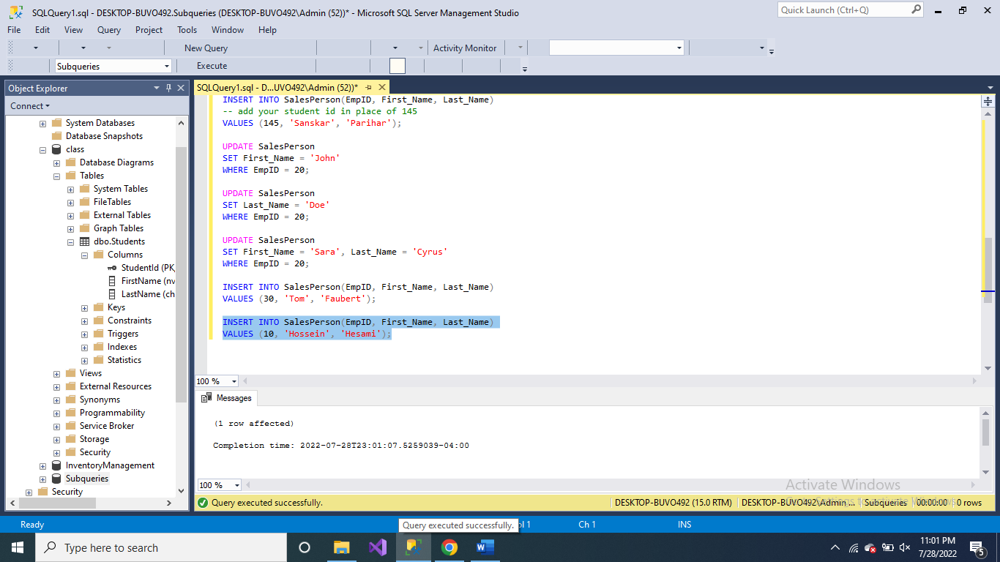 SQLQuery1.sql - DESKTOP-BUVO492.Subqueries (DESKTOP-BUVO492\Admin (52))* - Microsoft SQL Server Management Studio
Quick Launch (Ctrl+Q)
File Edit View Query Project Tools Window Help
New Query Activity Monitor
Subqueries Execute
Object Explorer
SQLQuery1.sql - D...UVO492\Admin (52))*
Connect
System Databases
Database Snapshots
class
Database Diagrams
Tables
System Tables
FileTables
External Tables
Graph Tables
dbo.Students
Columns
StudentId (PK,
FirstName (nv
LastName (ch
Keys
Constraints
Triggers
Indexes
Statistics
Views
External Resources
Synonyms
Programmability
Service Broker
Storage
Security
InventoryManagement
Subqueries
Security
INSERT INTO SalesPerson(EmpID, First_Name, Last_Name)
-- add your student id in place of 145
VALUES (145, 'Sanskar', 'Parihar');
UPDATE SalesPerson
SET First_Name = 'John'
WHERE EmpID = 20;
UPDATE SalesPerson
SET Last_Name = 'Doe'
WHERE EmpID = 20;
UPDATE SalesPerson
SET First_Name = 'Sara', Last_Name = 'Cyrus'
WHERE EmpID = 20;
INSERT INTO SalesPerson(EmpID, First_Name, Last_Name)
VALUES (30, 'Tom', 'Faubert');
INSERT INTO SalesPerson(EmpID, First_Name, Last_Name)
VALUES (10, 'Hossein', 'Hesami');
100 %
Messages
(1 row affected)
Completion time: 2022-07-28T23:01:07.5259039-04:00
100 %
Activate Windows
Go to Settings to activate Windows.
Query executed successfully. DESKTOP-BUVO492 (15.0 RTM) DESKTOP-BUVO492\Admin ... Subqueries 00:00:00 0 rows
Ready Query executed successfully. ol 1 Ch 1 INS
Type here to search
11:01 PM
7/28/2022
5